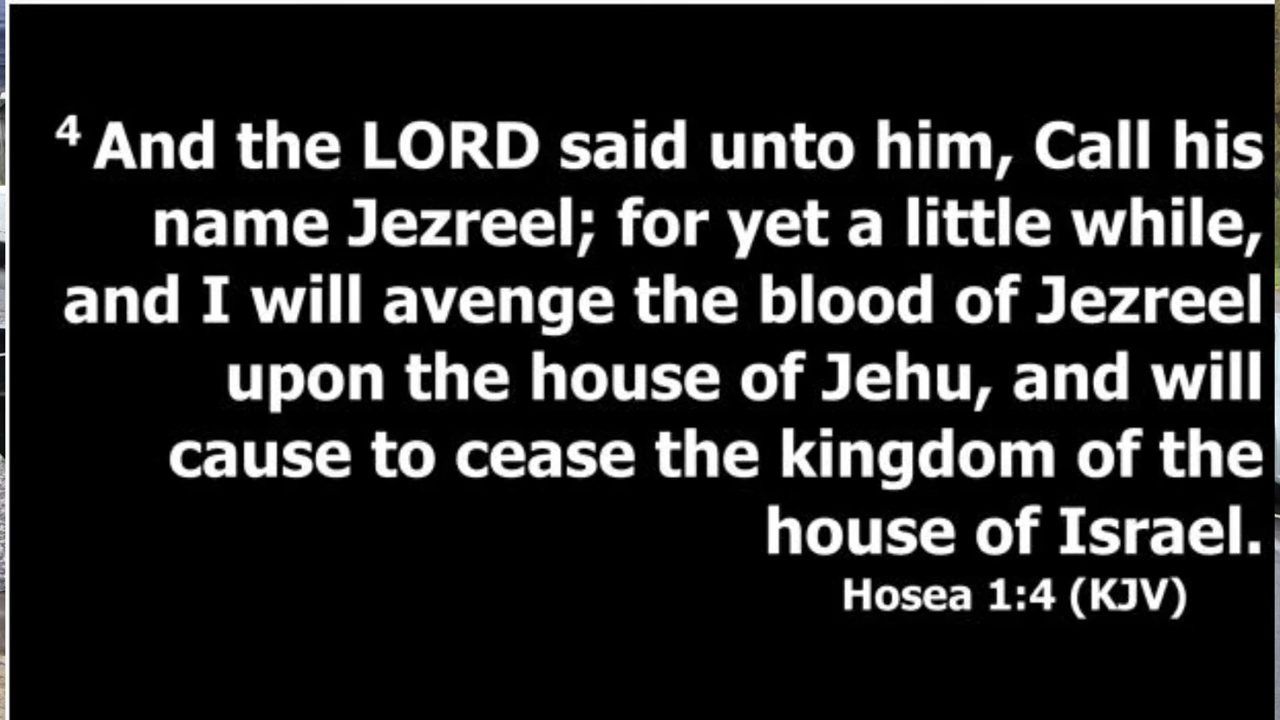 4 And the LORD said unto him, Call his
name Jezreel; for yet a little while,
and I will avenge the blood of Jezreel
upon the house of Jehu, and will
cause to cease the kingdom of the
house of Israel.
Hosea 1:4 (KJV)